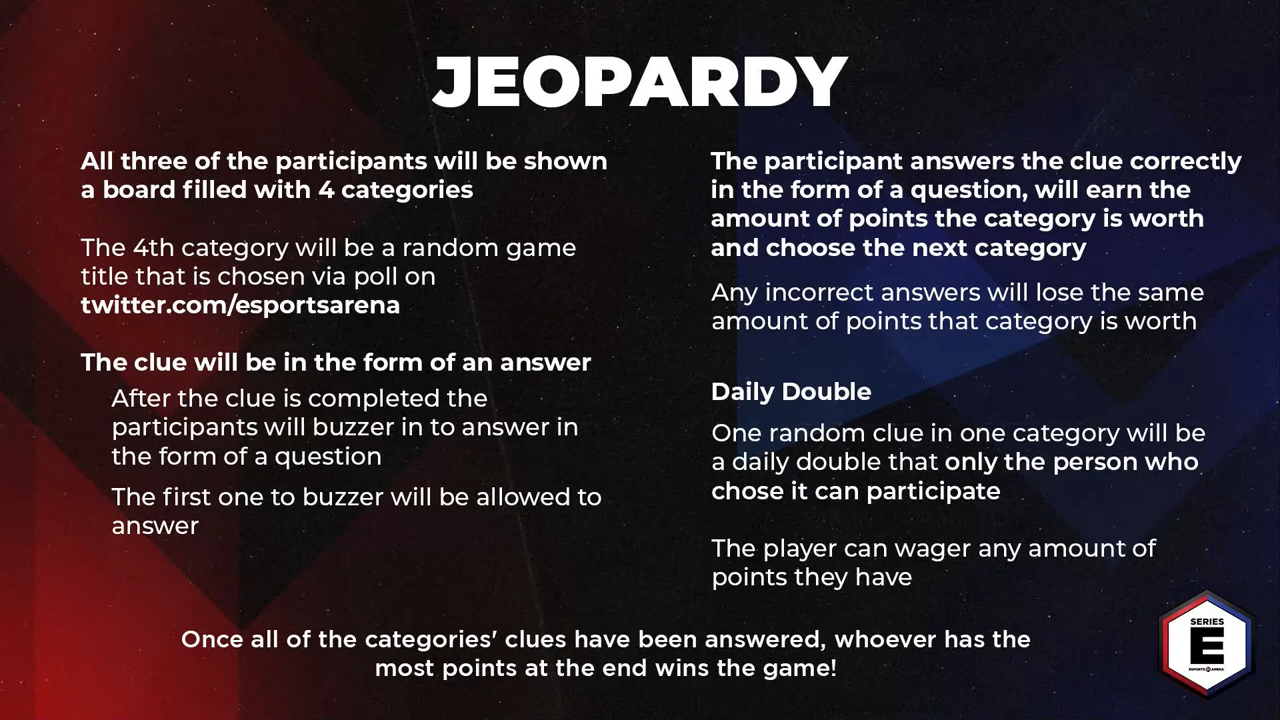 JEOPARDY
All three of the participants will be shown
a board filled with 4 categories
The 4th category will be a random game
title that is chosen via poll on
twitter.com/esportsarena
The clue will be in the form of an answer
After the clue is completed the
participants will buzzer in to answer in
the form of a question
The first one to buzzer will be allowed to
answer
The participant answers the clue correctly
in the form of a question, will earn the
amount of points the category is worth
and choose the next category
Any incorrect answers will lose the same
amount of points that category is worth
Daily Double
One random clue in one category will be
a daily double that only the person who
chose it can participate
The player can wager any amount of
points they have
Once all of the categories' clues have been answered, whoever has the
most points at the end wins the game!
SERIES
E
ESPORTS ARENA